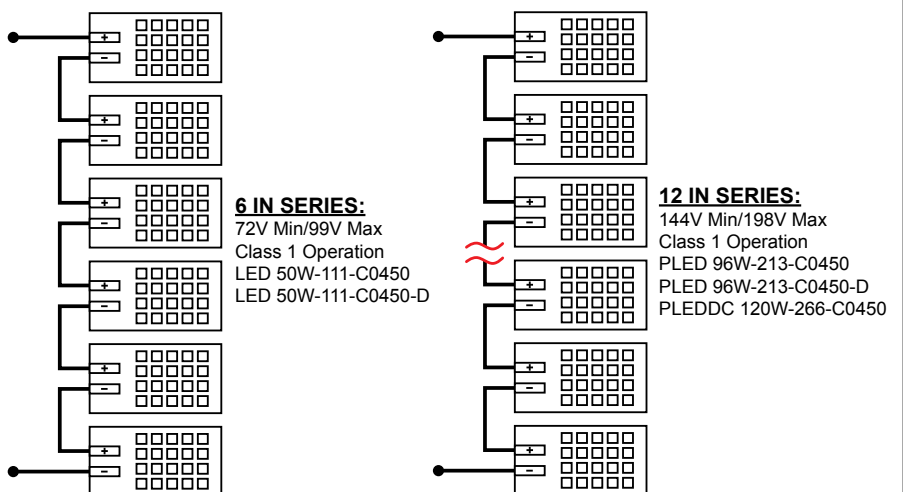 +
−
+
−
+
−
+
−
+
−
+
−
6 IN SERIES:
72V Min/99V Max
Class 1 Operation
LED 50W-111-C0450
LED 50W-111-C0450-D
+
−
+
−
+
−
+
−
+
−
+
−
12 IN SERIES:
144V Min/198V Max
Class 1 Operation
PLED 96W-213-C0450
PLED 96W-213-C0450-D
PLEDDC 120W-266-C0450